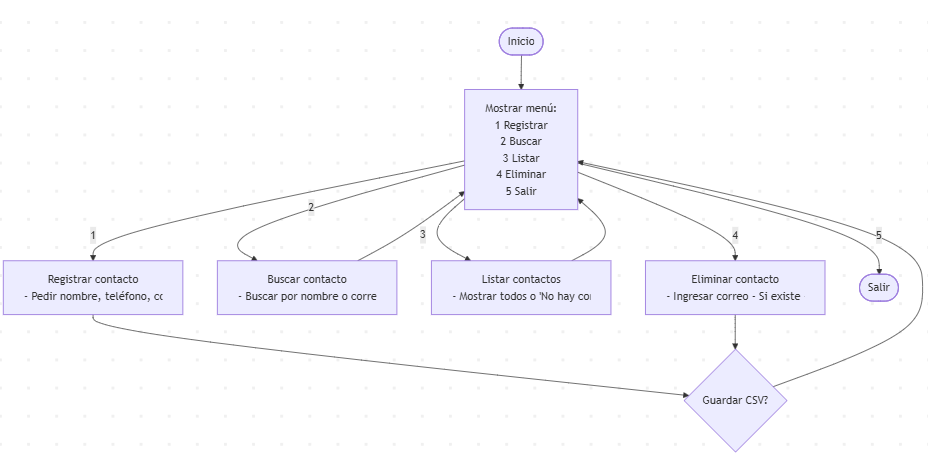 Inicio
Mostrar menú:
1 Registrar
2 Buscar
3 Listar
4 Eliminar
5 Salir
1
2
3
4
5
Registrar contacto
- Pedir nombre, teléfono, cc
Buscar contacto
- Buscar por nombre o corre
Listar contactos
- Mostrar todos o 'No hay co
Eliminar contacto
- Ingresar correo - Si existe
Salir
Guardar CSV?